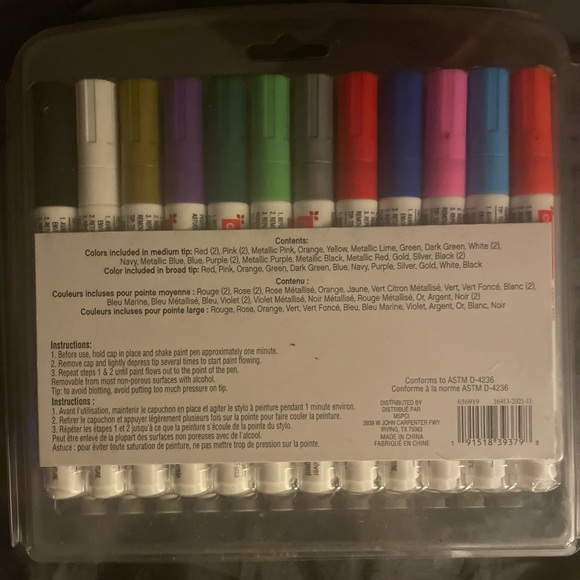 Contents:
Colors included in medium tip: Red (2), Pink (2), Metallic Pink, Orange, Yellow, Metallic Lime, Green, Dark Green, White (2),
Navy, Metallic Blue, Blue, Purple (2), Metallic Purple, Metallic Black, Metallic Red, Gold, Silver, Black (2)
Color included in broad tip: Red, Pink, Orange, Green, Dark Green, Blue, Navy, Purple, Silver, Gold, White, Black
Contenu :
Couleurs incluses pour pointe moyenne : Rouge (2), Rose (2), Rose Métallisé, Orange, Jaune, Vert Citron Métallisé, Vert, Vert Foncé, Blanc (2),
Bleu Marine, Bleu Métallisé, Bleu, Violet (2), Violet Métallisé, Noir Métallisé, Rouge Métallisé, Or, Argent, Noir (2)
Couleurs incluses pour pointe large : Rouge, Rose, Orange, Vert, Vert Foncé, Bleu, Bleu Marine, Violet, Argent, Or, Blanc, Noir
Instructions:
1. Before use, hold cap in place and shake paint pen approximately one minute.
2. Remove cap and lightly depress tip several times to start paint flowing.
3. Repeat steps 1 & 2 until paint flows out to the point of the pen.
Removable from most non-porous surfaces with alcohol.
Tip: to avoid blotting, avoid putting too much pressure on tip.
Instructions :
1. Avant l'utilisation, maintenir le capuchon en place et agiter le stylo à peinture pendant 1 minute environ.
2. Retirer le capuchon et appuyer légèrement plusieurs fois sur la pointe pour faire couler la peinture.
3. Répéter les étapes 1 et 2 jusqu'à ce que la peinture s'écoule de la pointe du stylo.
Peut être enlevé de la plupart des surfaces non poreuses avec de l'alcool.
Astuce : pour éviter toute saturation de peinture, ne pas mettre trop de pression sur la pointe.
Conforms to ASTM D-4236
Conforme à la norme ASTM D-4236
DISTRIBUTED BY
DISTRIBUÉ PAR
MSPCI
3939 W JOHN CARPENTER FWY
IRVING, TX 75063
MADE IN CHINA
FABRIQUÉ EN CHINE
636919 16413-2021-11
1 91518 39379 8